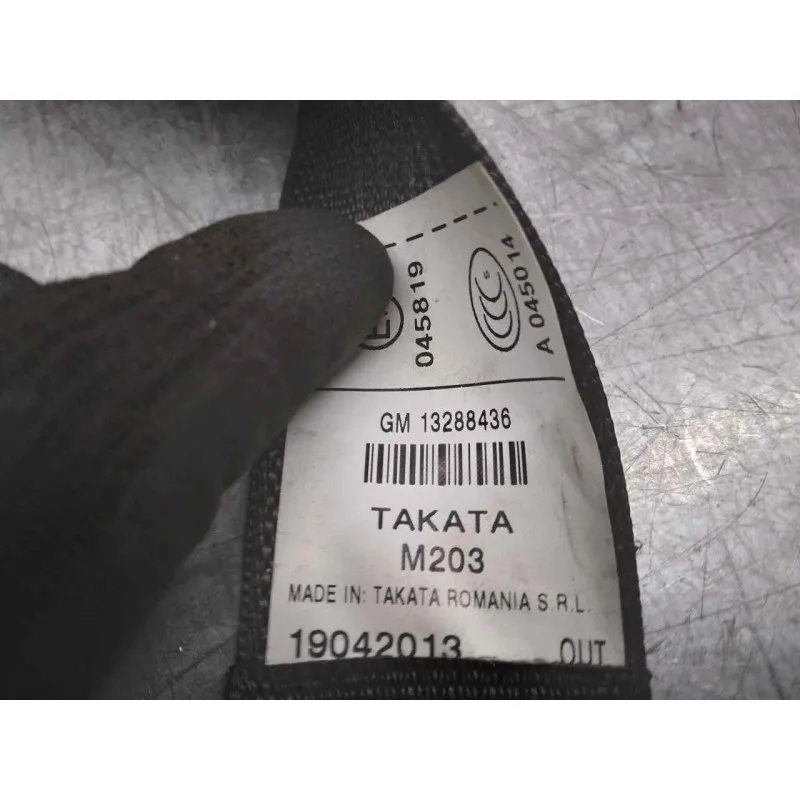 045819
A 045014
GM 13288436
TAKATA
M203
MADE IN: TAKATA ROMANIA S.R.L.
19042013 OUT